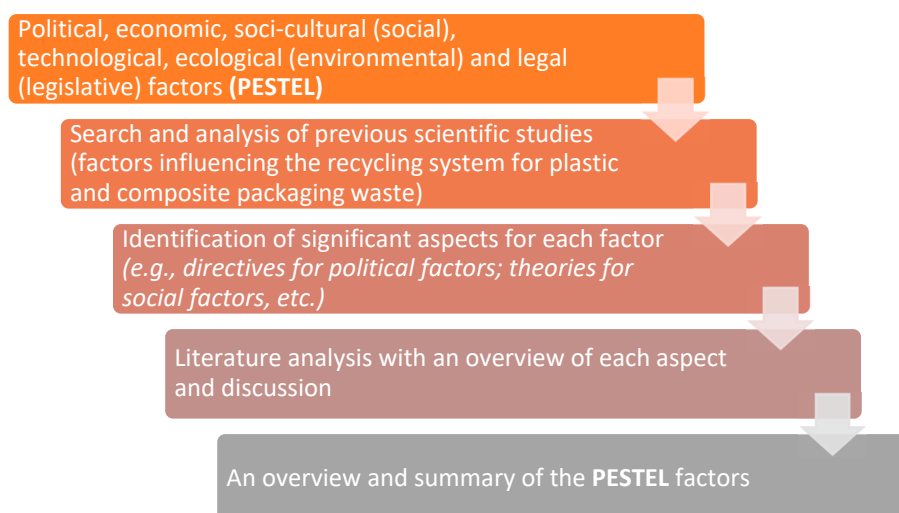 Political, economic, soci-cultural (social),
technological, ecological (environmental) and legal
(legislative) factors (PESTEL)
Search and analysis of previous scientific studies
(factors influencing the recycling system for plastic
and composite packaging waste)
Identification of significant aspects for each factor
(e.g., directives for political factors; theories for
social factors, etc.)
Literature analysis with an overview of each aspect
and discussion
An overview and summary of the PESTEL factors